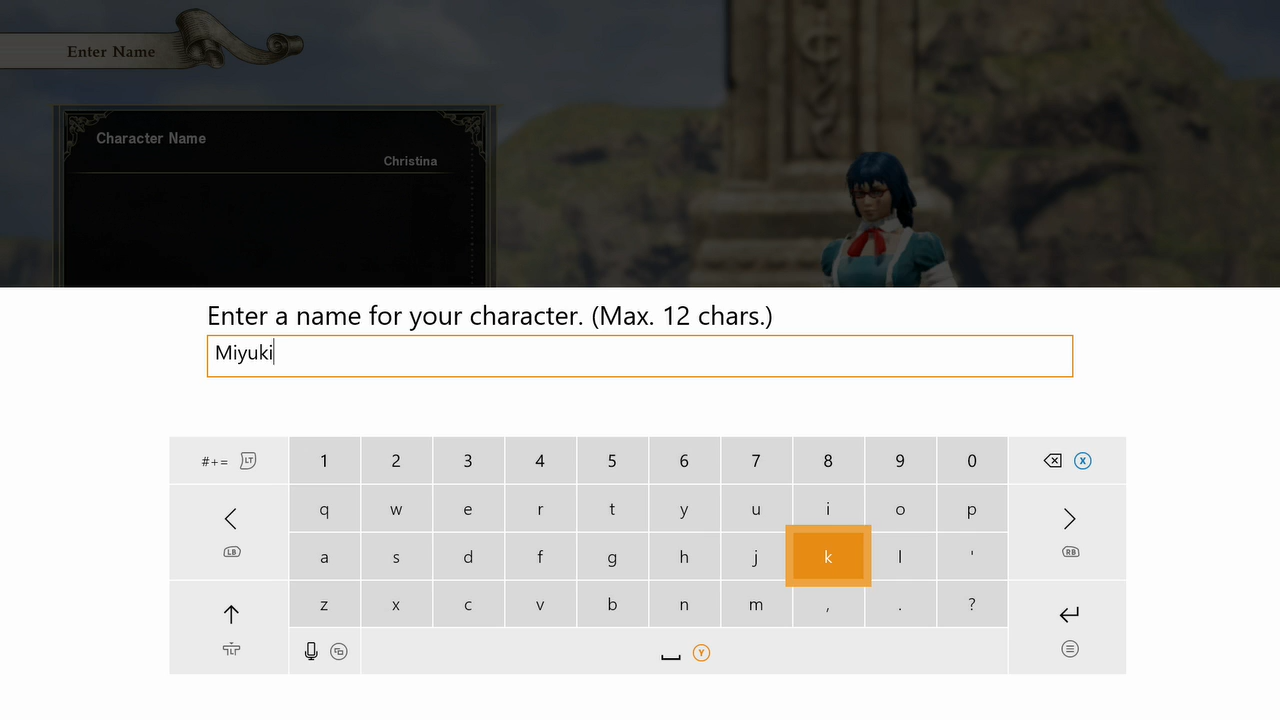 Enter Name
Character Name
Christina
Enter a name for your character. (Max. 12 chars.)
Miyuki
#+= LT 1 2 3 4 5 6 7 8 9 0 X
q w e r t y u i o p
LB a s d f g h j k l ' RB
z x c v b n m , . ?
Y